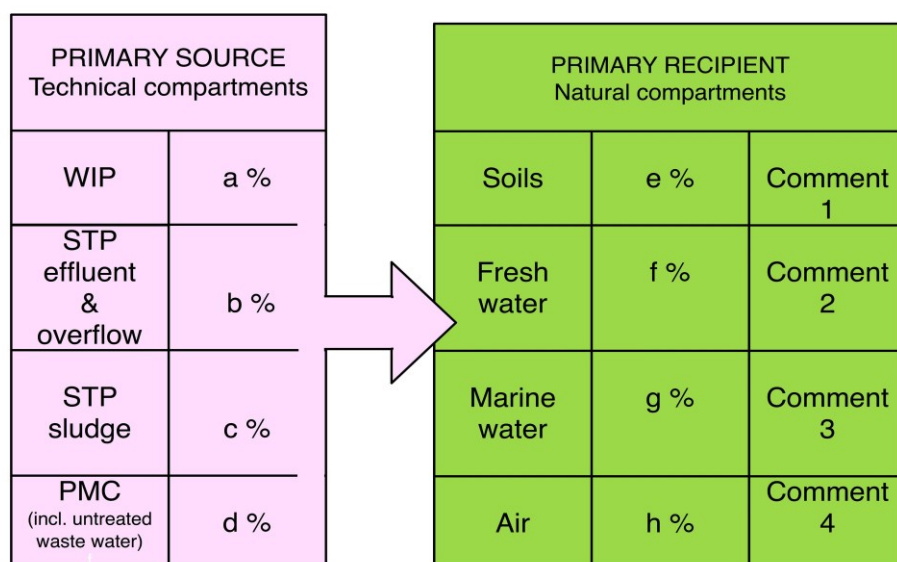 PRIMARY SOURCE
Technical compartments
WIP
a %
STP
effluent
&
overflow
b %
STP
sludge
c %
PMC
(incl. untreated
waste water)
d %
PRIMARY RECIPIENT
Natural compartments
Soils
e %
Comment
1
Fresh
water
f %
Comment
2
Marine
water
g %
Comment
3
Air
h %
Comment
4